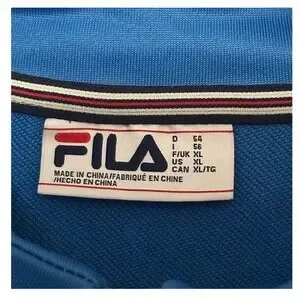 FILA
D 54
I 56
F/UK XL
US XL
CAN XL/TG
MADE IN CHINA/FABRIQUÉ EN CHINE
/HECHO EN CHINA